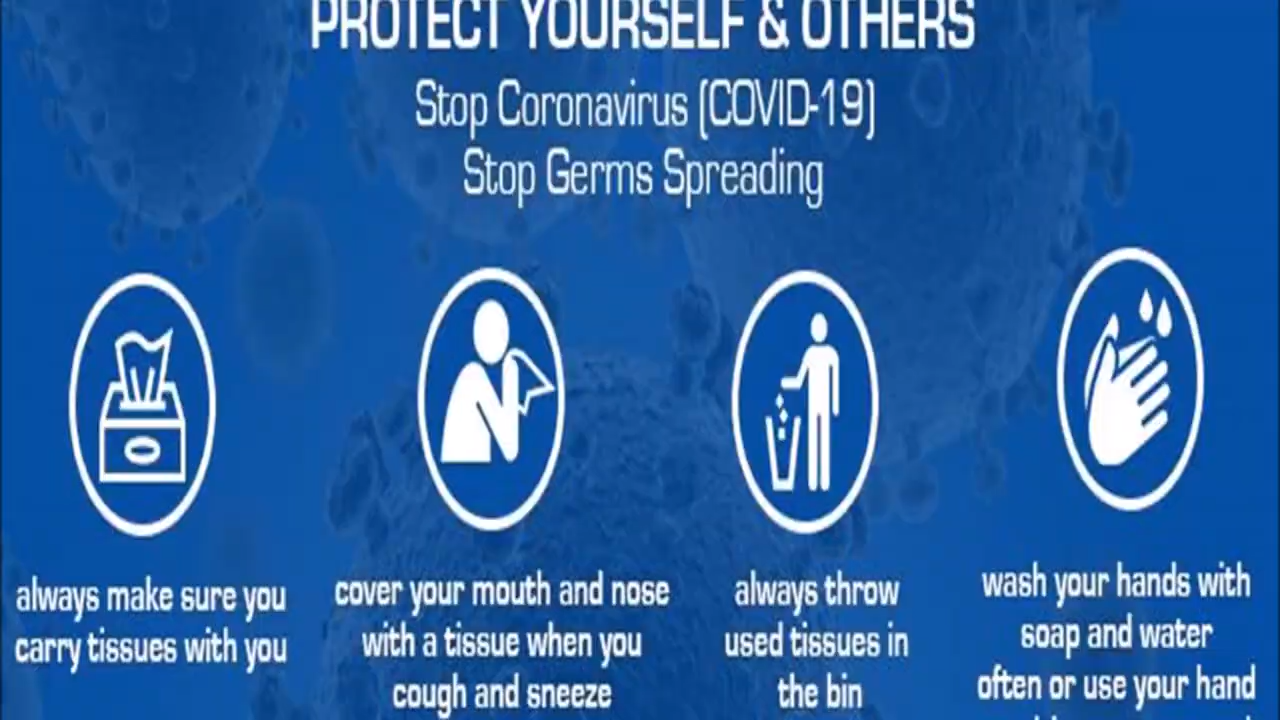 PROTECT YOURSELF & OTHERS
Stop Coronavirus (COVID-19)
Stop Germs Spreading
always make sure you
carry tissues with you
cover your mouth and nose
with a tissue when you
cough and sneeze
always throw
used tissues in
the bin
wash your hands with
soap and water
often or use your hand